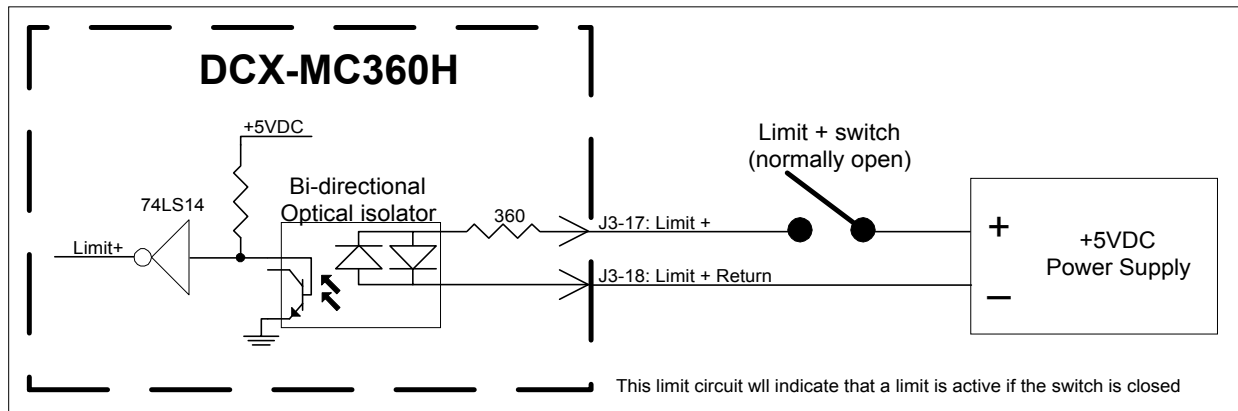 DCX-MC360H
+5VDC
Bi-directional
Optical isolator
74LS14
Limit+
360
J3-17: Limit +
J3-18: Limit + Return
Limit + switch
(normally open)
+
+5VDC
Power Supply
–
This limit circuit wll indicate that a limit is active if the switch is closed